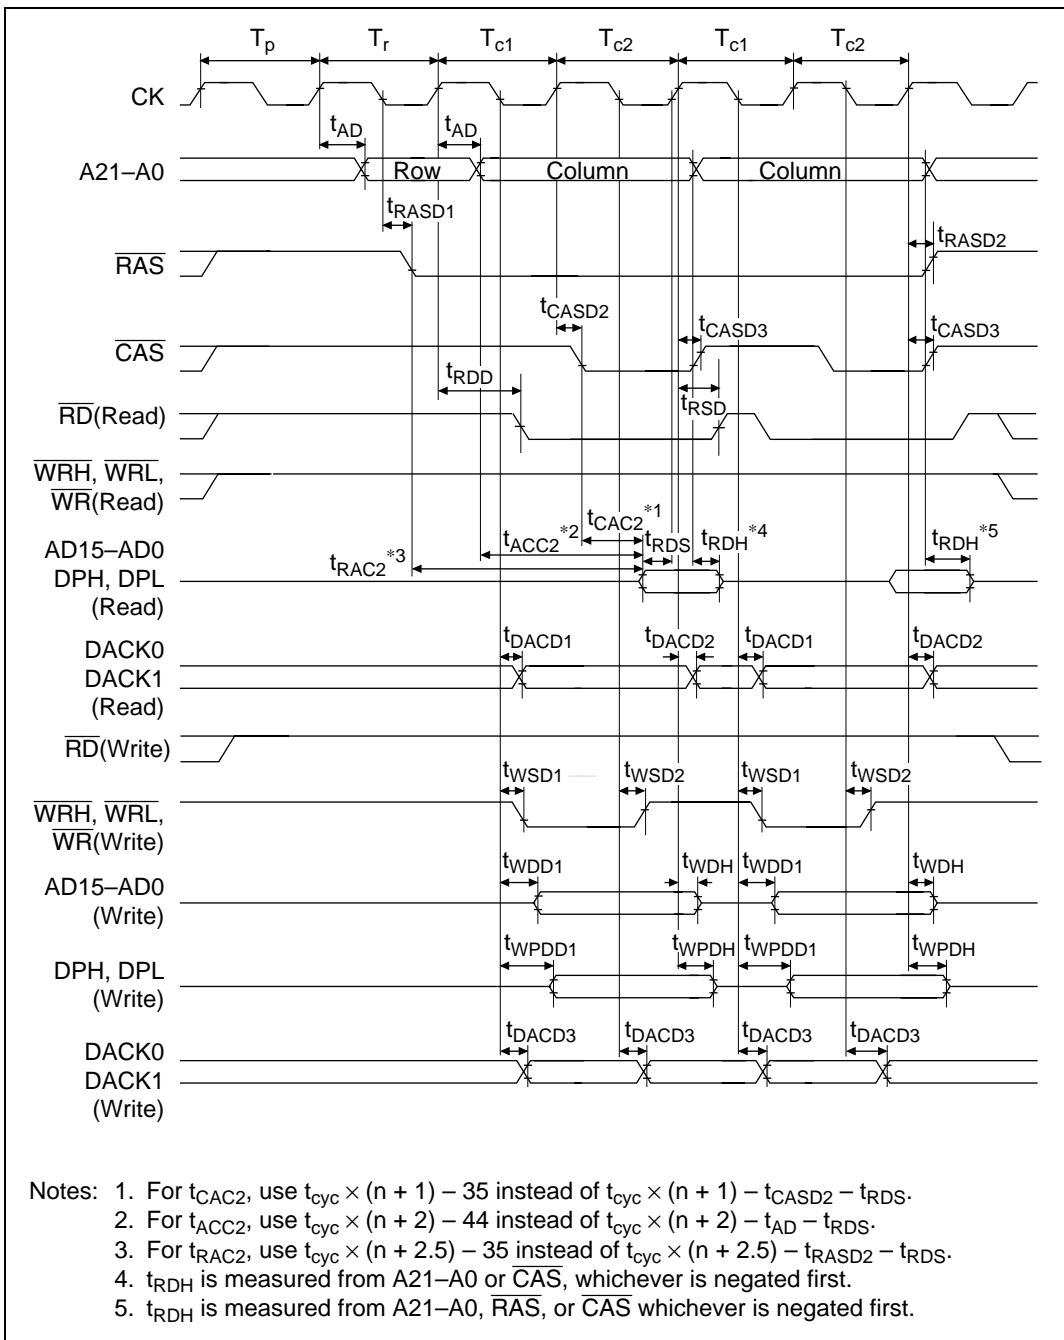 Tp Tr Tc1 Tc2 Tc1 Tc2
CK
tAD tAD
A21–A0 Row Column Column
tRASD1
tRASD2
RAS
tCASD2 tCASD3 tCASD3
CAS
tRDD
tRSD
RD(Read)
WRH, WRL,
WR(Read)
tCAC2*1
tACC2*2 tRDS tRDH*4 tRDH*5
tRAC2*3
AD15–AD0
DPH, DPL
(Read)
tDACD1 tDACD2 tDACD1 tDACD2
DACK0
DACK1
(Read)
RD(Write)
tWSD1 tWSD2 tWSD1 tWSD2
WRH, WRL,
WR(Write)
tWDD1 tWDH tWDD1 tWDH
AD15–AD0
(Write)
tWPDD1 tWPDH tWPDD1 tWPDH
DPH, DPL
(Write)
tDACD3 tDACD3 tDACD3 tDACD3
DACK0
DACK1
(Write)
Notes: 1. For tCAC2, use tcyc × (n + 1) – 35 instead of tcyc × (n + 1) – tCASD2 – tRDS.
2. For tACC2, use tcyc × (n + 2) – 44 instead of tcyc × (n + 2) – tAD – tRDS.
3. For tRAC2, use tcyc × (n + 2.5) – 35 instead of tcyc × (n + 2.5) – tRASD2 – tRDS.
4. tRDH is measured from A21–A0 or CAS, whichever is negated first.
5. tRDH is measured from A21–A0, RAS, or CAS whichever is negated first.